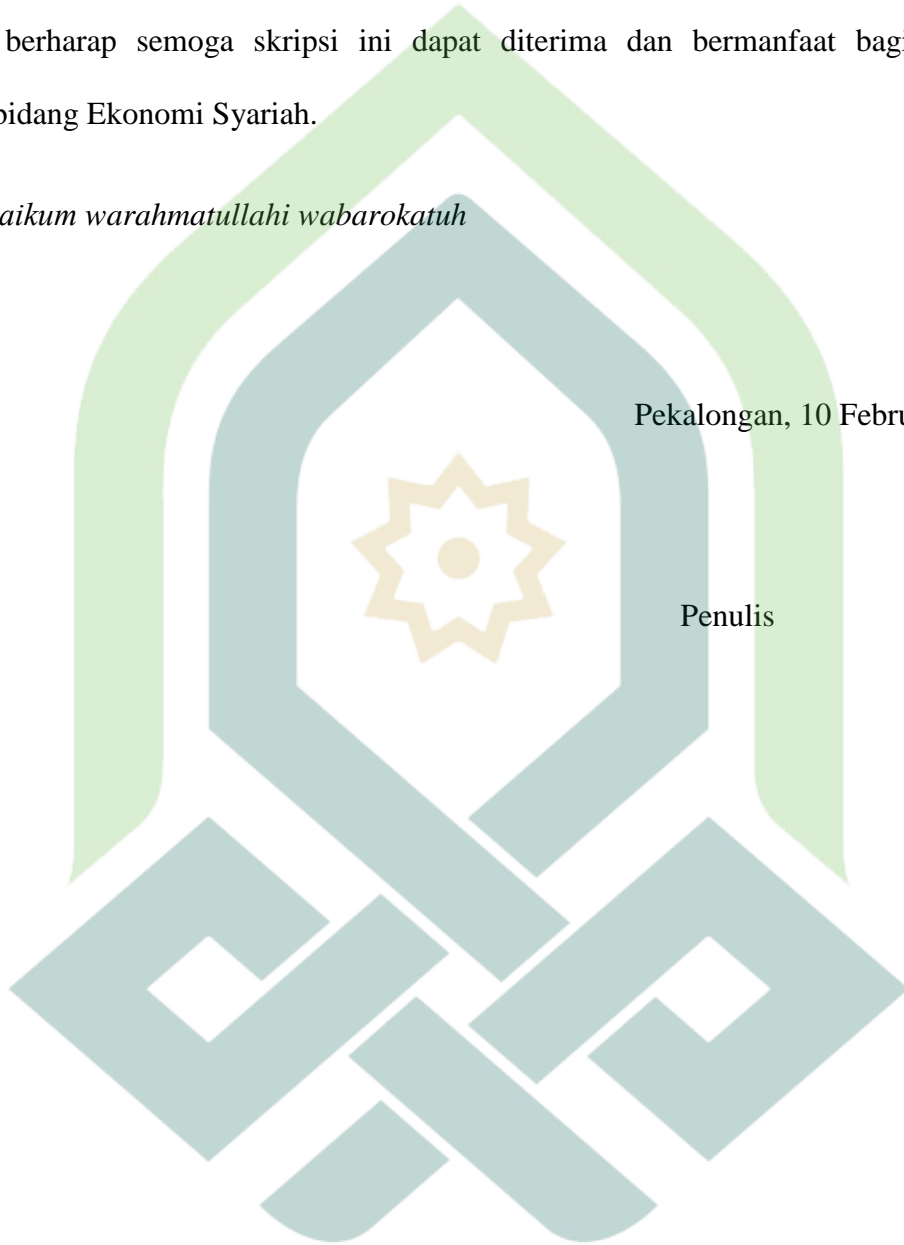 berharap semoga skripsi ini dapat diterima dan bermanfaat bagi
bidang Ekonomi Syariah.
aikum warahmatullahi wabarokatuh
Pekalongan, 10 Febru
Penulis